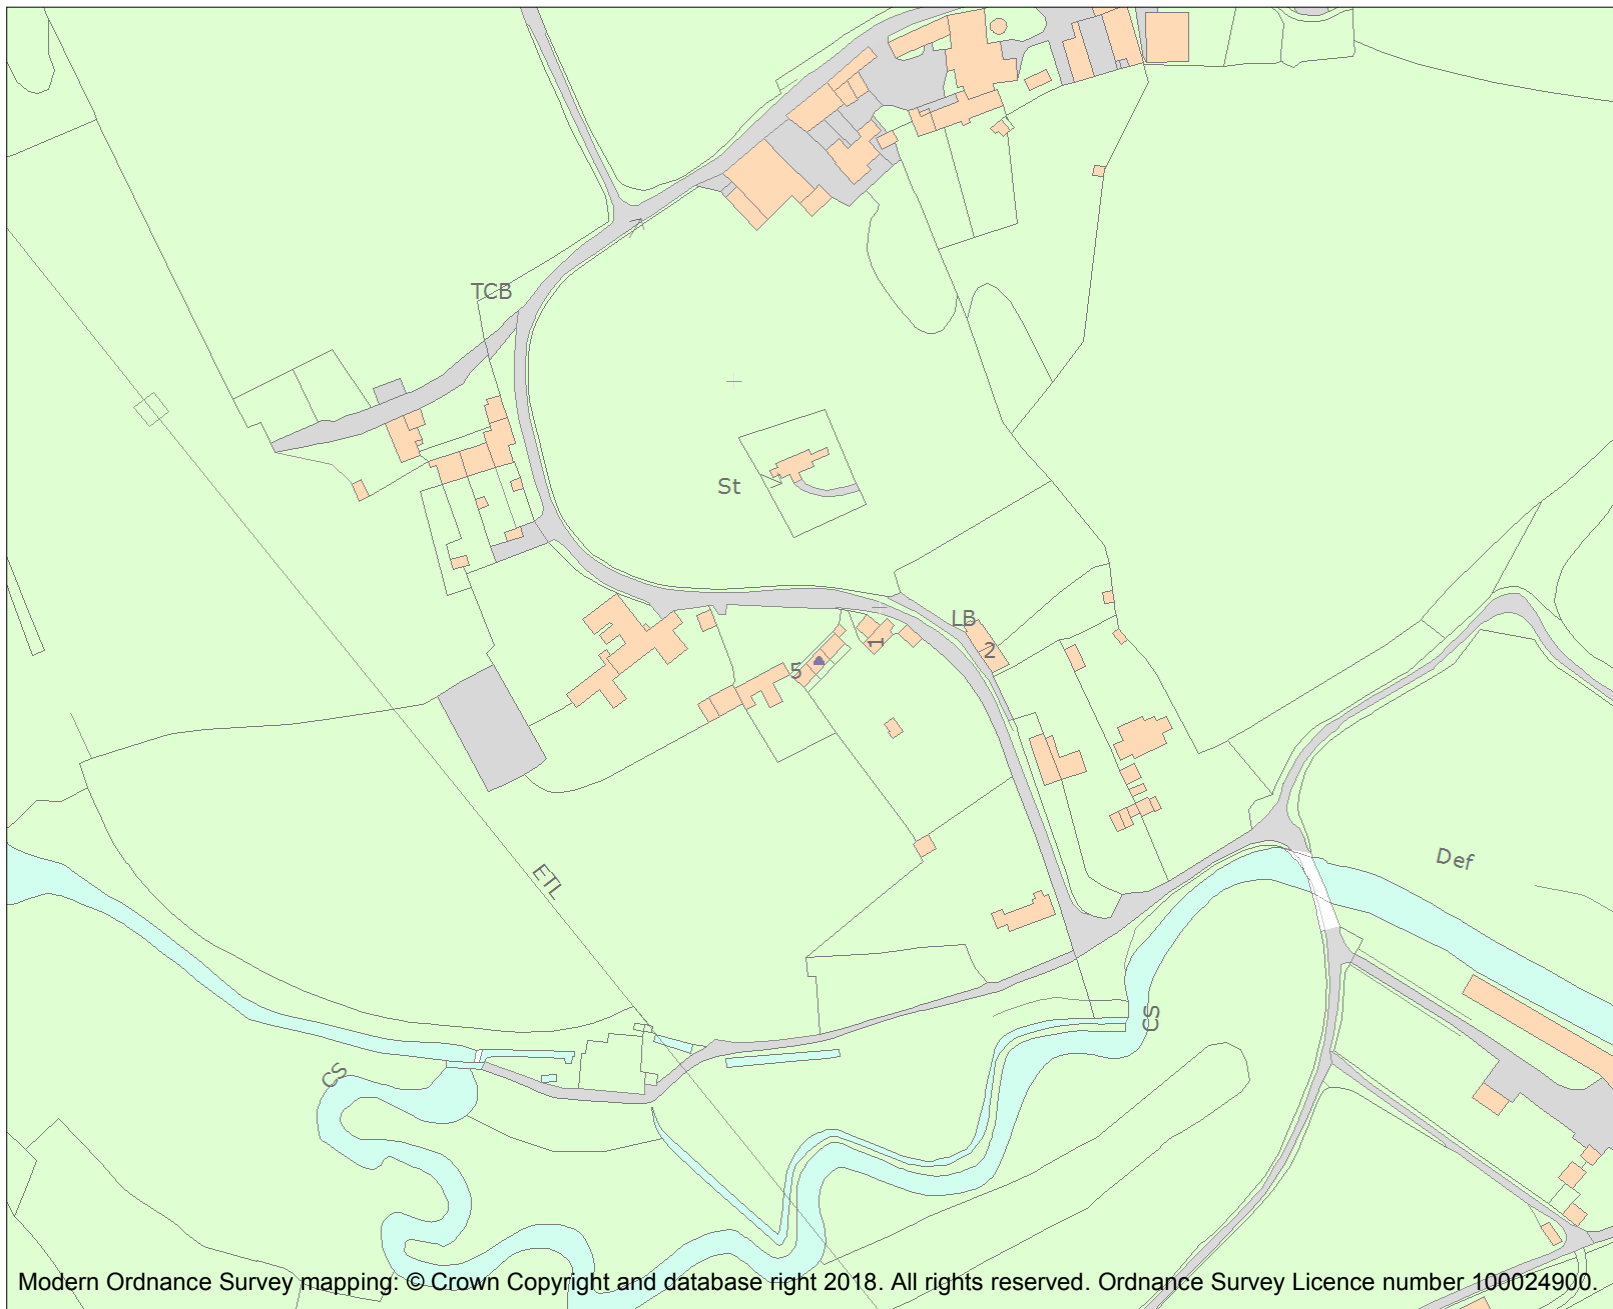 TCB
St
LB
1
2
5
ETL
Def
CS
CS
Modern Ordnance Survey mapping: © Crown Copyright and database right 2018. All rights reserved. Ordnance Survey Licence number 100024900.